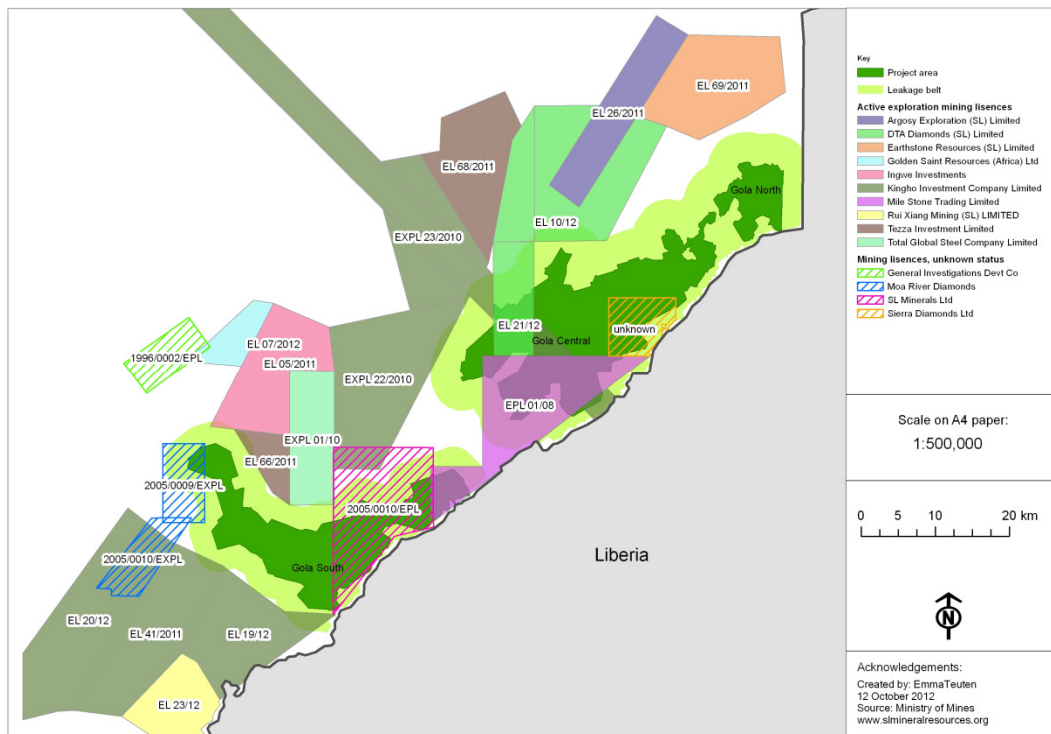 EL 69/2011
EL 26/2011
EL 68/2011
Gola North
EL 10/12
EXPL 23/2010
EL 21/12
unknown
Gola Central
EL 07/2012
1996/0002/EPL
EL 05/2011
EXPL 22/2010
EPL 01/08
EXPL 01/10
EL 66/2011
2005/0009/EXPL
2005/0010/EPL
2005/0010/EXPL
Liberia
Gola South
EL 20/12
EL 41/2011
EL 19/12
EL 23/12
Key
Project area
Leakage belt
Active exploration mining lisences
Argosy Exploration (SL) Limited
DTA Diamonds (SL) Limited
Earthstone Resources (SL) Limited
Golden Saint Resources (Africa) Ltd
Ingwe Investments
Kingho Investment Company Limited
Mile Stone Trading Limited
Rui Xiang Mining (SL) LIMITED
Tezza Investment Limited
Total Global Steel Company Limited
Mining lisences, unknown status
General Investigations Devt Co
Moa River Diamonds
SL Minerals Ltd
Sierra Diamonds Ltd
Scale on A4 paper:
1:500,000
0 5 10 20 km
N
Acknowledgements:
Created by: EmmaTeuten
12 October 2012
Source: Ministry of Mines
www.slmineralresources.org